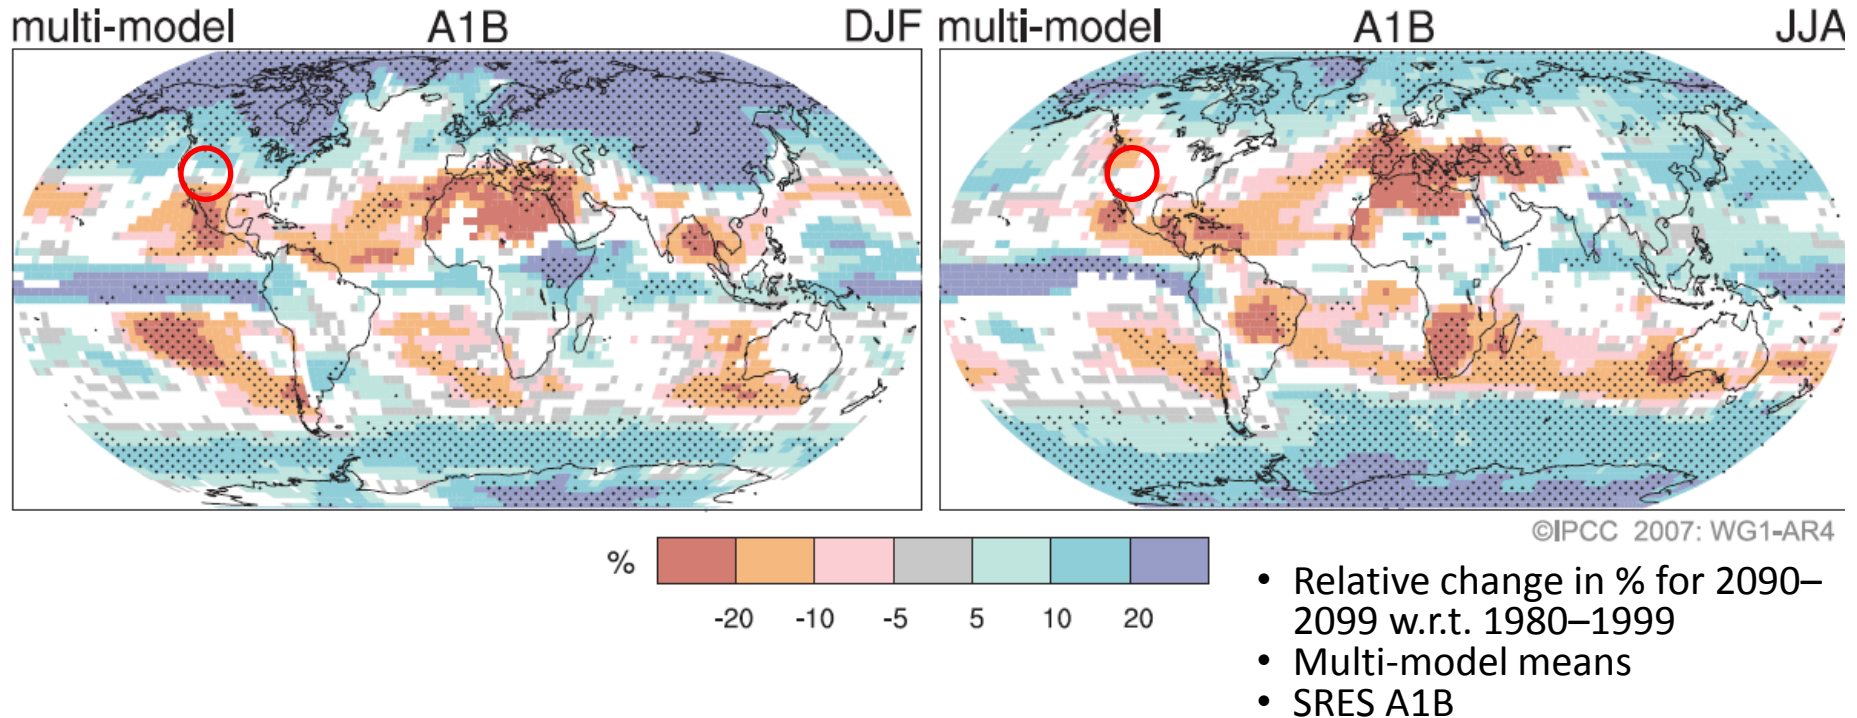 multi-model A1B DJF
multi-model A1B JJA
©IPCC 2007: WG1-AR4
%
-20 -10 -5 5 10 20
• Relative change in % for 2090–
2099 w.r.t. 1980–1999
• Multi-model means
• SRES A1B